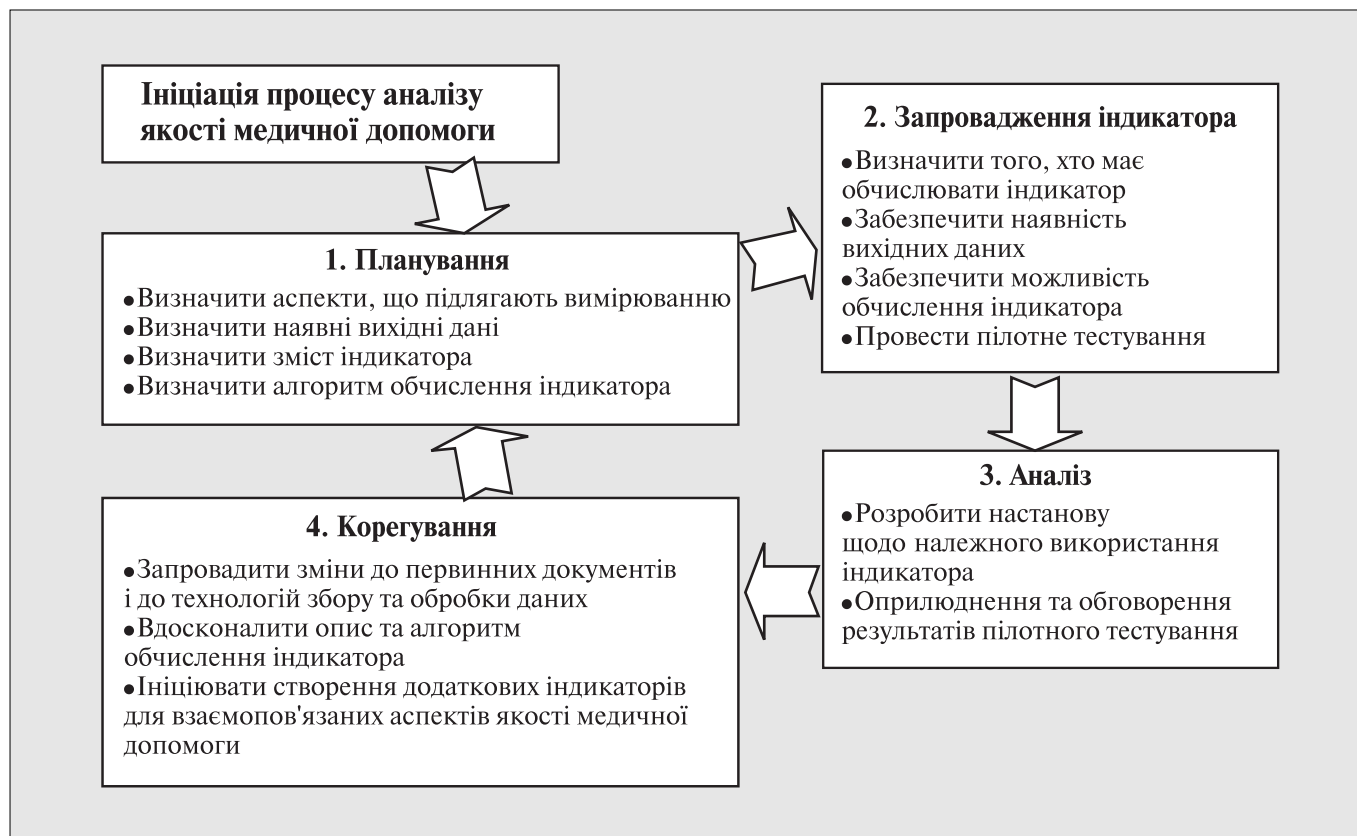 Ініціація процесу аналізу
якості медичної допомоги
1. Планування
●Визначити аспекти, що підлягають вимірюванню
●Визначити наявні вихідні дані
●Визначити зміст індикатора
●Визначити алгоритм обчислення індикатора
2. Запровадження індикатора
●Визначити того, хто має
обчислювати індикатор
●Забезпечити наявність
вихідних даних
●Забезпечити можливість
обчислення індикатора
●Провести пілотне тестування
3. Аналіз
●Розробити настанову
щодо належного використання
індикатора
●Оприлюднення та обговорення
результатів пілотного тестування
4. Корегування
●Запровадити зміни до первинних документів
і до технологій збору та обробки даних
●Вдосконалити опис та алгоритм
обчислення індикатора
●Ініціювати створення додаткових індикаторів
для взаємопов'язаних аспектів якості медичної
допомоги